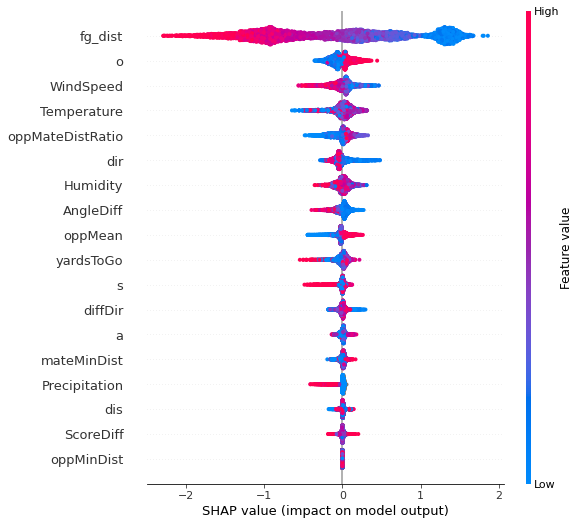 High
fg_dist
o
WindSpeed
Temperature
oppMateDistRatio
dir
Humidity
AngleDiff
oppMean
yardsToGo
s
diffDir
a
mateMinDist
Precipitation
dis
ScoreDiff
oppMinDist
Low
Feature value
−2 −1 0 1 2
SHAP value (impact on model output)